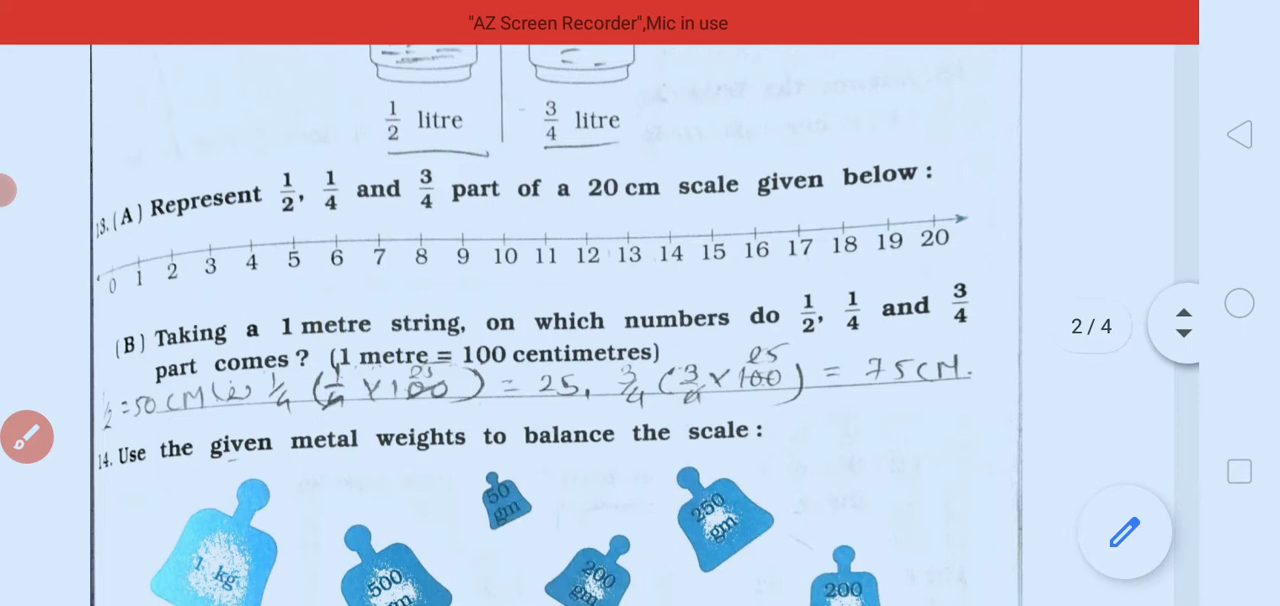 "AZ Screen Recorder",Mic in use
1/2 litre 3/4 litre
13. (A) Represent 1/2, 1/4 and 3/4 part of a 20 cm scale given below :
0 1 2 3 4 5 6 7 8 9 10 11 12 13 14 15 16 17 18 19 20
(B) Taking a 1 metre string, on which numbers do 1/2, 1/4 and 3/4
part comes ? (1 metre = 100 centimetres)
1/2 = 50 CM 1/4 (1/4 × 100 25) = 25, 3/4 (3/4 × 100 25) = 75 CM.
14. Use the given metal weights to balance the scale :
1 kg
500 gm
50 gm
200 gm
250 gm
200
2 / 4